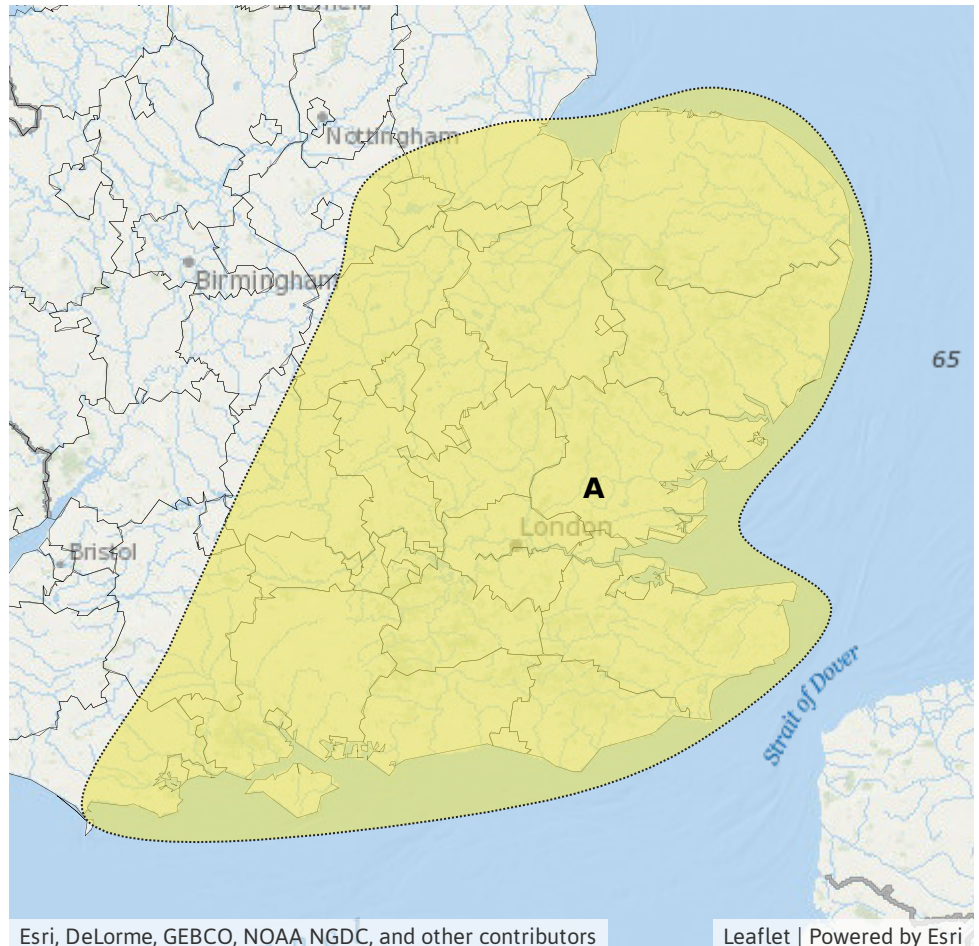 Nottingham
Birmingham
65
A
London
Bristol
Strait of Dover
Esri, DeLorme, GEBCO, NOAA NGDC, and other contributors
Leaflet | Powered by Esri